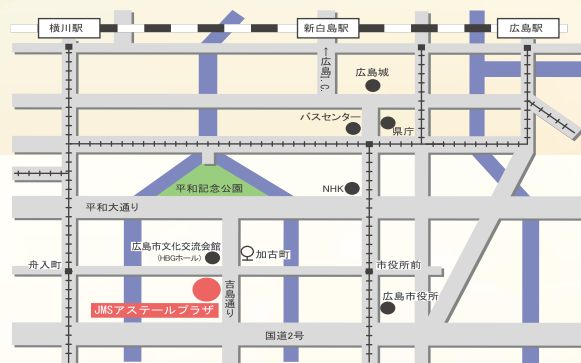 横川駅
新白島駅
広島駅
←広島I.C.
広島城
バスセンター
県庁
平和記念公園
NHK
平和大通り
広島市文化交流会館
(HBGホール)
加古町
舟入町
市役所前
吉島通り
広島市役所
JMSアステールプラザ
国道2号